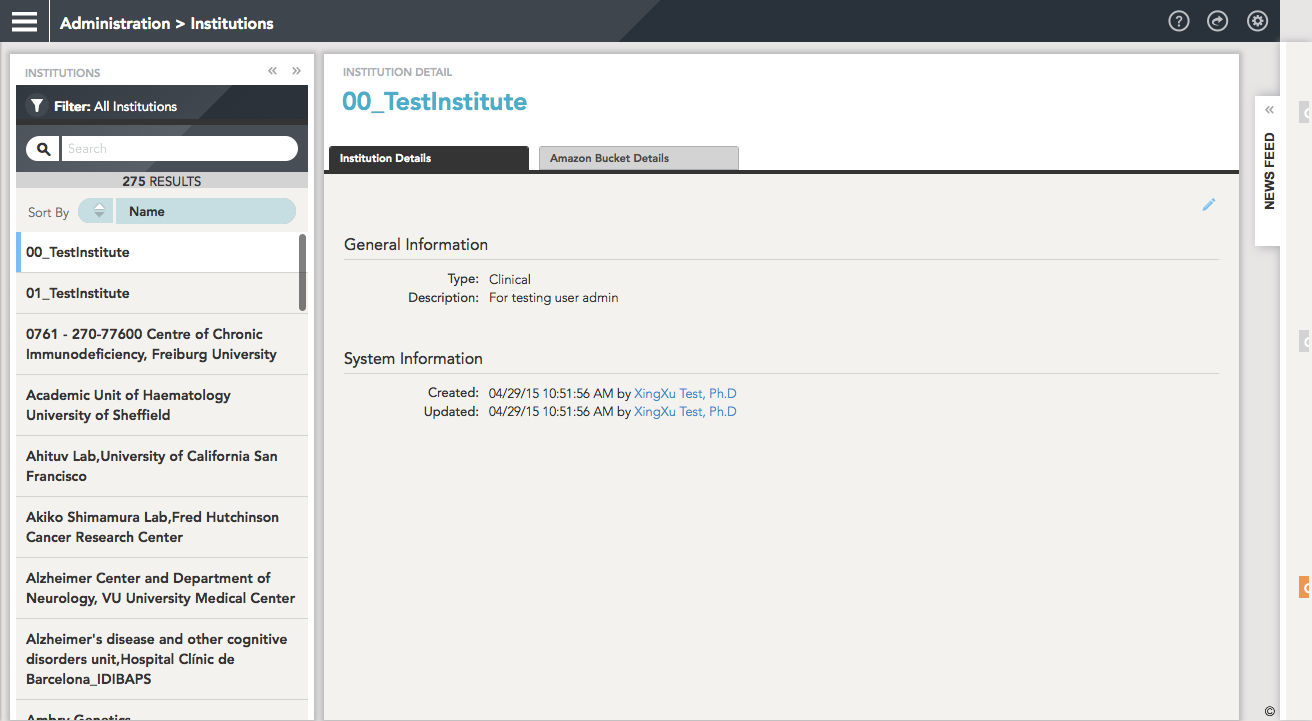 Administration > Institutions
INSTITUTIONS
Filter: All Institutions
Search
275 RESULTS
Sort By
Name
00_TestInstitute
01_TestInstitute
0761 - 270-77600 Centre of Chronic
Immunodeficiency, Freiburg University
Academic Unit of Haematology
University of Sheffield
Ahituv Lab,University of California San
Francisco
Akiko Shimamura Lab,Fred Hutchinson
Cancer Research Center
Alzheimer Center and Department of
Neurology, VU University Medical Center
Alzheimer's disease and other cognitive
disorders unit,Hospital Clínic de
Barcelona_IDIBAPS
Ambry Genetics
INSTITUTION DETAIL
00_TestInstitute
Institution Details
Amazon Bucket Details
General Information
Type: Clinical
Description: For testing user admin
System Information
Created: 04/29/15 10:51:56 AM by XingXu Test, Ph.D
Updated: 04/29/15 10:51:56 AM by XingXu Test, Ph.D
NEWS FEED
©